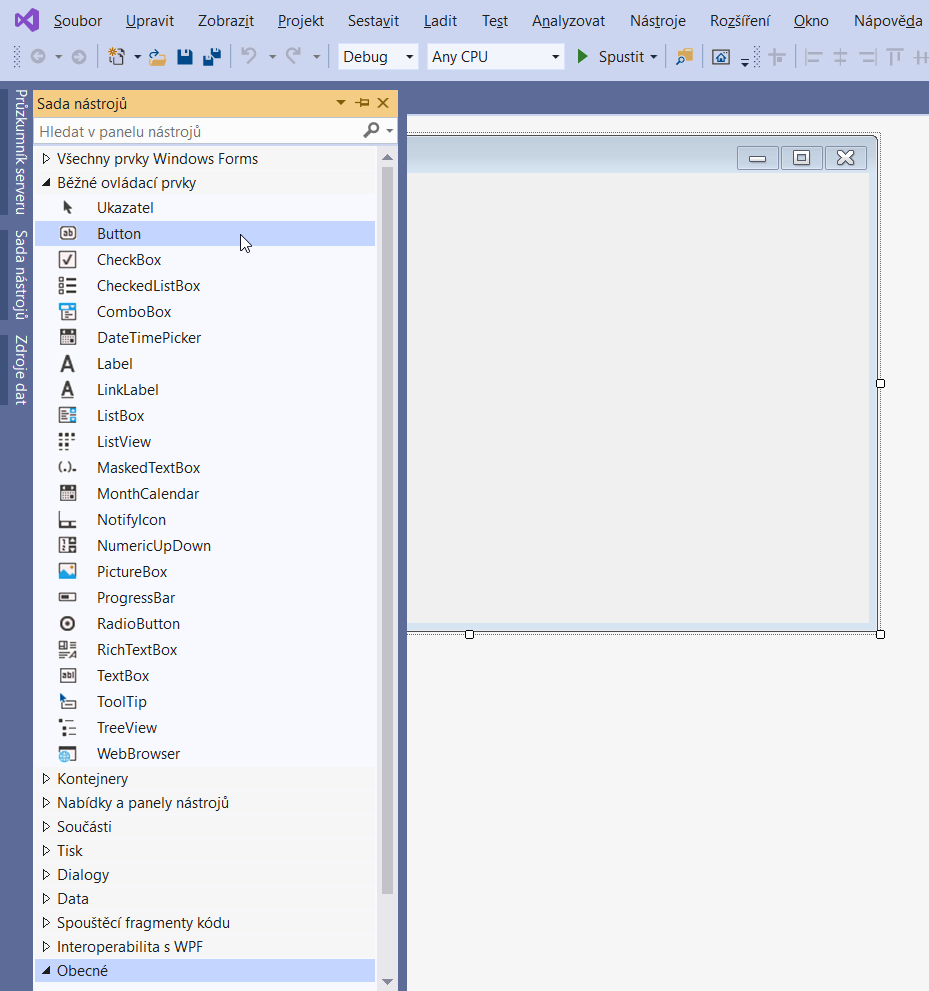 Soubor Upravit Zobrazit Projekt Sestavit Ladit Test Analyzovat Nástroje Rozšíření Okno Nápověda
Debug Any CPU Spustit
Průzkumník serveru
Sada nástrojů
Zdroje dat
Sada nástrojů
Hledat v panelu nástrojů
Všechny prvky Windows Forms
Běžné ovládací prvky
Ukazatel
Button
CheckBox
CheckedListBox
ComboBox
DateTimePicker
Label
LinkLabel
ListBox
ListView
MaskedTextBox
MonthCalendar
NotifyIcon
NumericUpDown
PictureBox
ProgressBar
RadioButton
RichTextBox
TextBox
ToolTip
TreeView
WebBrowser
Kontejnery
Nabídky a panely nástrojů
Součásti
Tisk
Dialogy
Data
Spouštěcí fragmenty kódu
Interoperabilita s WPF
Obecné